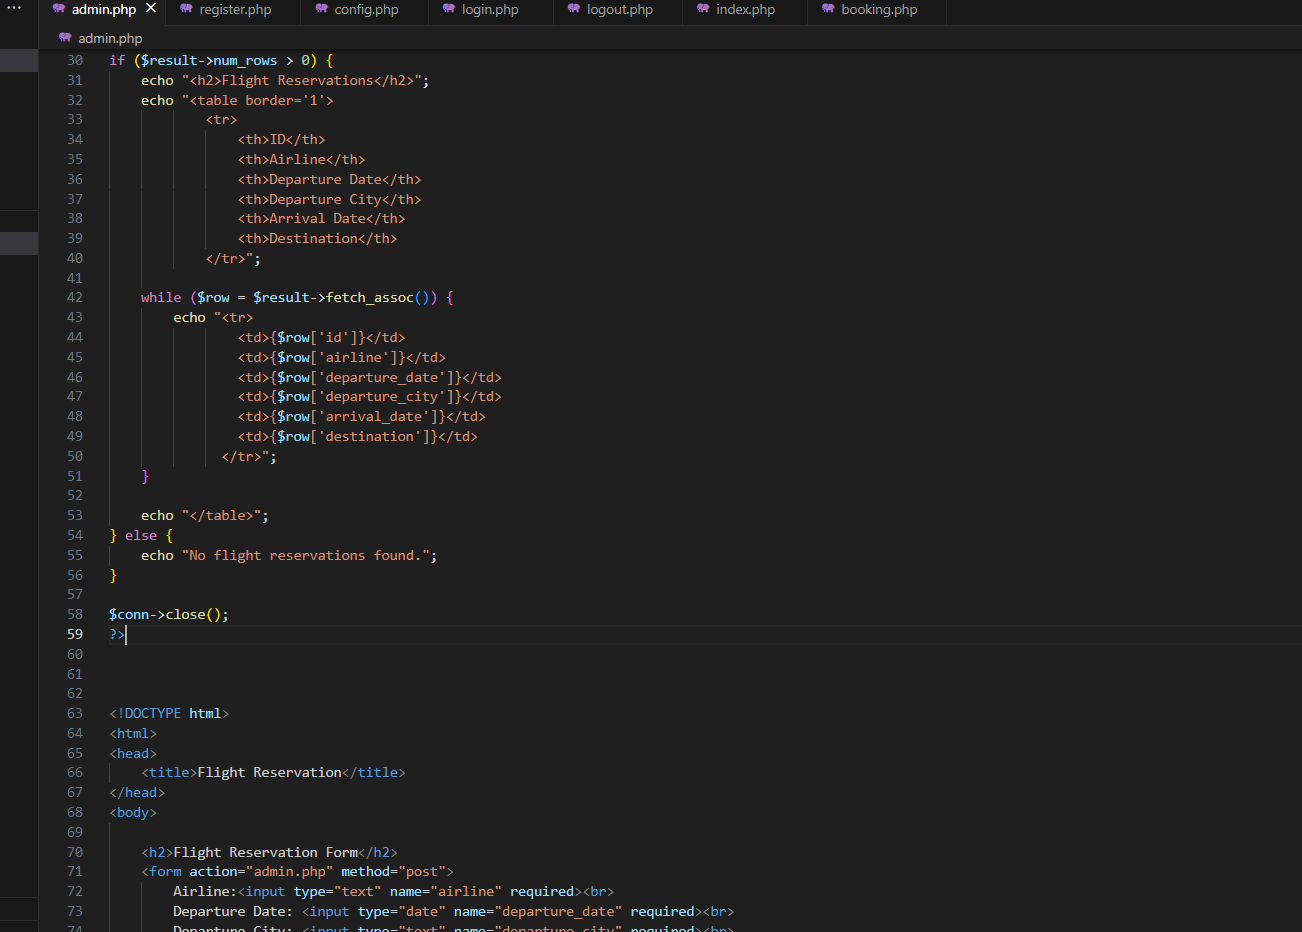 ··· admin.php × register.php config.php login.php logout.php index.php booking.php
admin.php
30 if ($result->num_rows > 0) {
31 echo "<h2>Flight Reservations</h2>";
32 echo "<table border='1'>
33 <tr>
34 <th>ID</th>
35 <th>Airline</th>
36 <th>Departure Date</th>
37 <th>Departure City</th>
38 <th>Arrival Date</th>
39 <th>Destination</th>
40 </tr>";
41
42 while ($row = $result->fetch_assoc()) {
43 echo "<tr>
44 <td>{$row['id']}</td>
45 <td>{$row['airline']}</td>
46 <td>{$row['departure_date']}</td>
47 <td>{$row['departure_city']}</td>
48 <td>{$row['arrival_date']}</td>
49 <td>{$row['destination']}</td>
50 </tr>";
51 }
52
53 echo "</table>";
54 } else {
55 echo "No flight reservations found.";
56 }
57
58 $conn->close();
59 ?>
60
61
62
63 <!DOCTYPE html>
64 <html>
65 <head>
66 <title>Flight Reservation</title>
67 </head>
68 <body>
69
70 <h2>Flight Reservation Form</h2>
71 <form action="admin.php" method="post">
72 Airline:<input type="text" name="airline" required><br>
73 Departure Date: <input type="date" name="departure_date" required><br>
74 Departure City: <input type="text" name="departure_city" required><br>